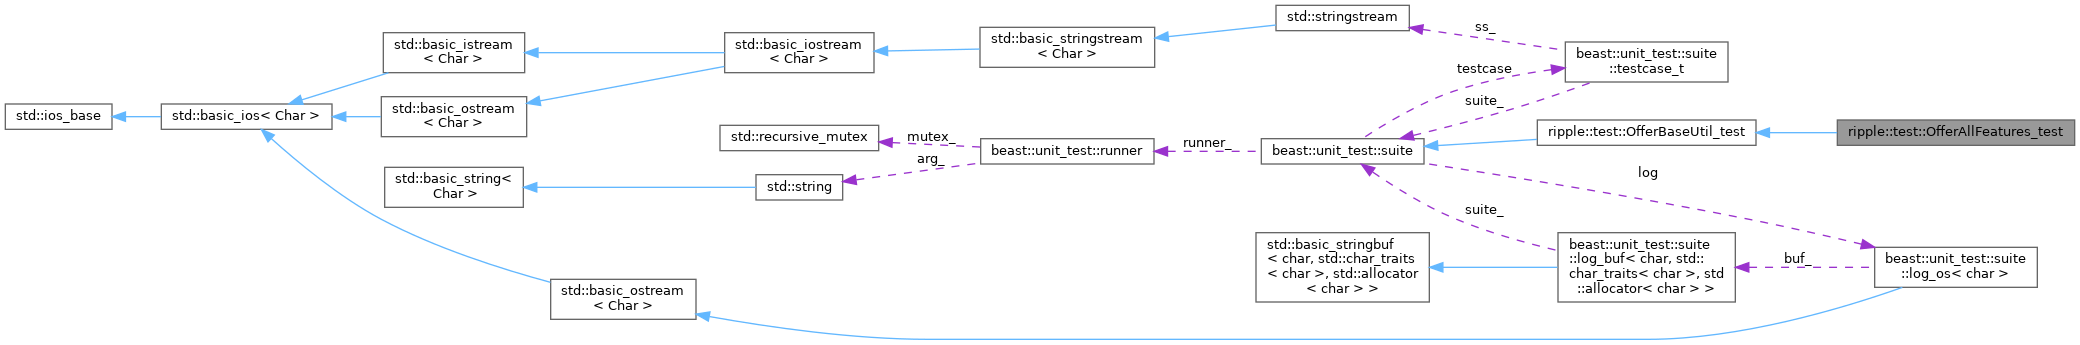 std::stringstream
ss_
std::basic_istream
< Char >
std::basic_iostream
< Char >
std::basic_stringstream
< Char >
beast::unit_test::suite
::testcase_t
testcase
suite_
std::ios_base
std::basic_ios< Char >
std::basic_ostream
< Char >
std::recursive_mutex
mutex_
arg_
beast::unit_test::runner
runner_
beast::unit_test::suite
ripple::test::OfferBaseUtil_test
ripple::test::OfferAllFeatures_test
std::basic_string<
Char >
std::string
log
suite_
std::basic_stringbuf
< char, std::char_traits
< char >, std::allocator
< char > >
beast::unit_test::suite
::log_buf< char, std::
char_traits< char >, std
::allocator< char > >
buf_
beast::unit_test::suite
::log_os< char >
std::basic_ostream
< Char >